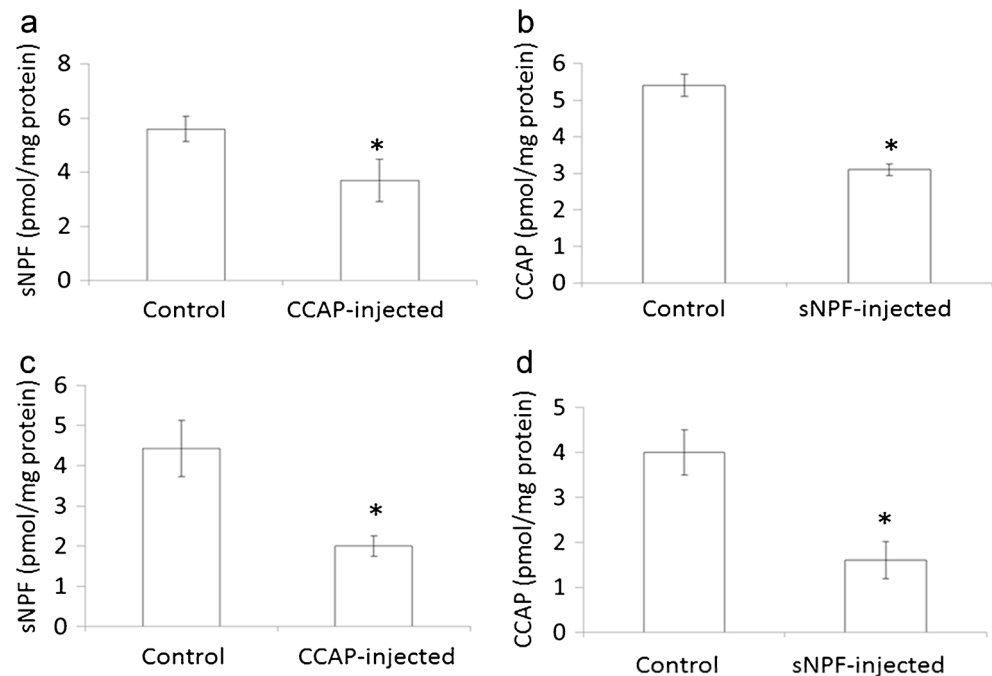 a
sNPF (pmol/mg protein)
8
6
4
2
0
*
Control
CCAP-injected
b
CCAP (pmol/mg protein)
6
5
4
3
2
1
0
*
Control
sNPF-injected
c
sNPF (pmol/mg protein)
6
5
4
3
2
1
0
*
Control
CCAP-injected
d
CCAP (pmol/mg protein)
5
4
3
2
1
0
*
Control
sNPF-injected